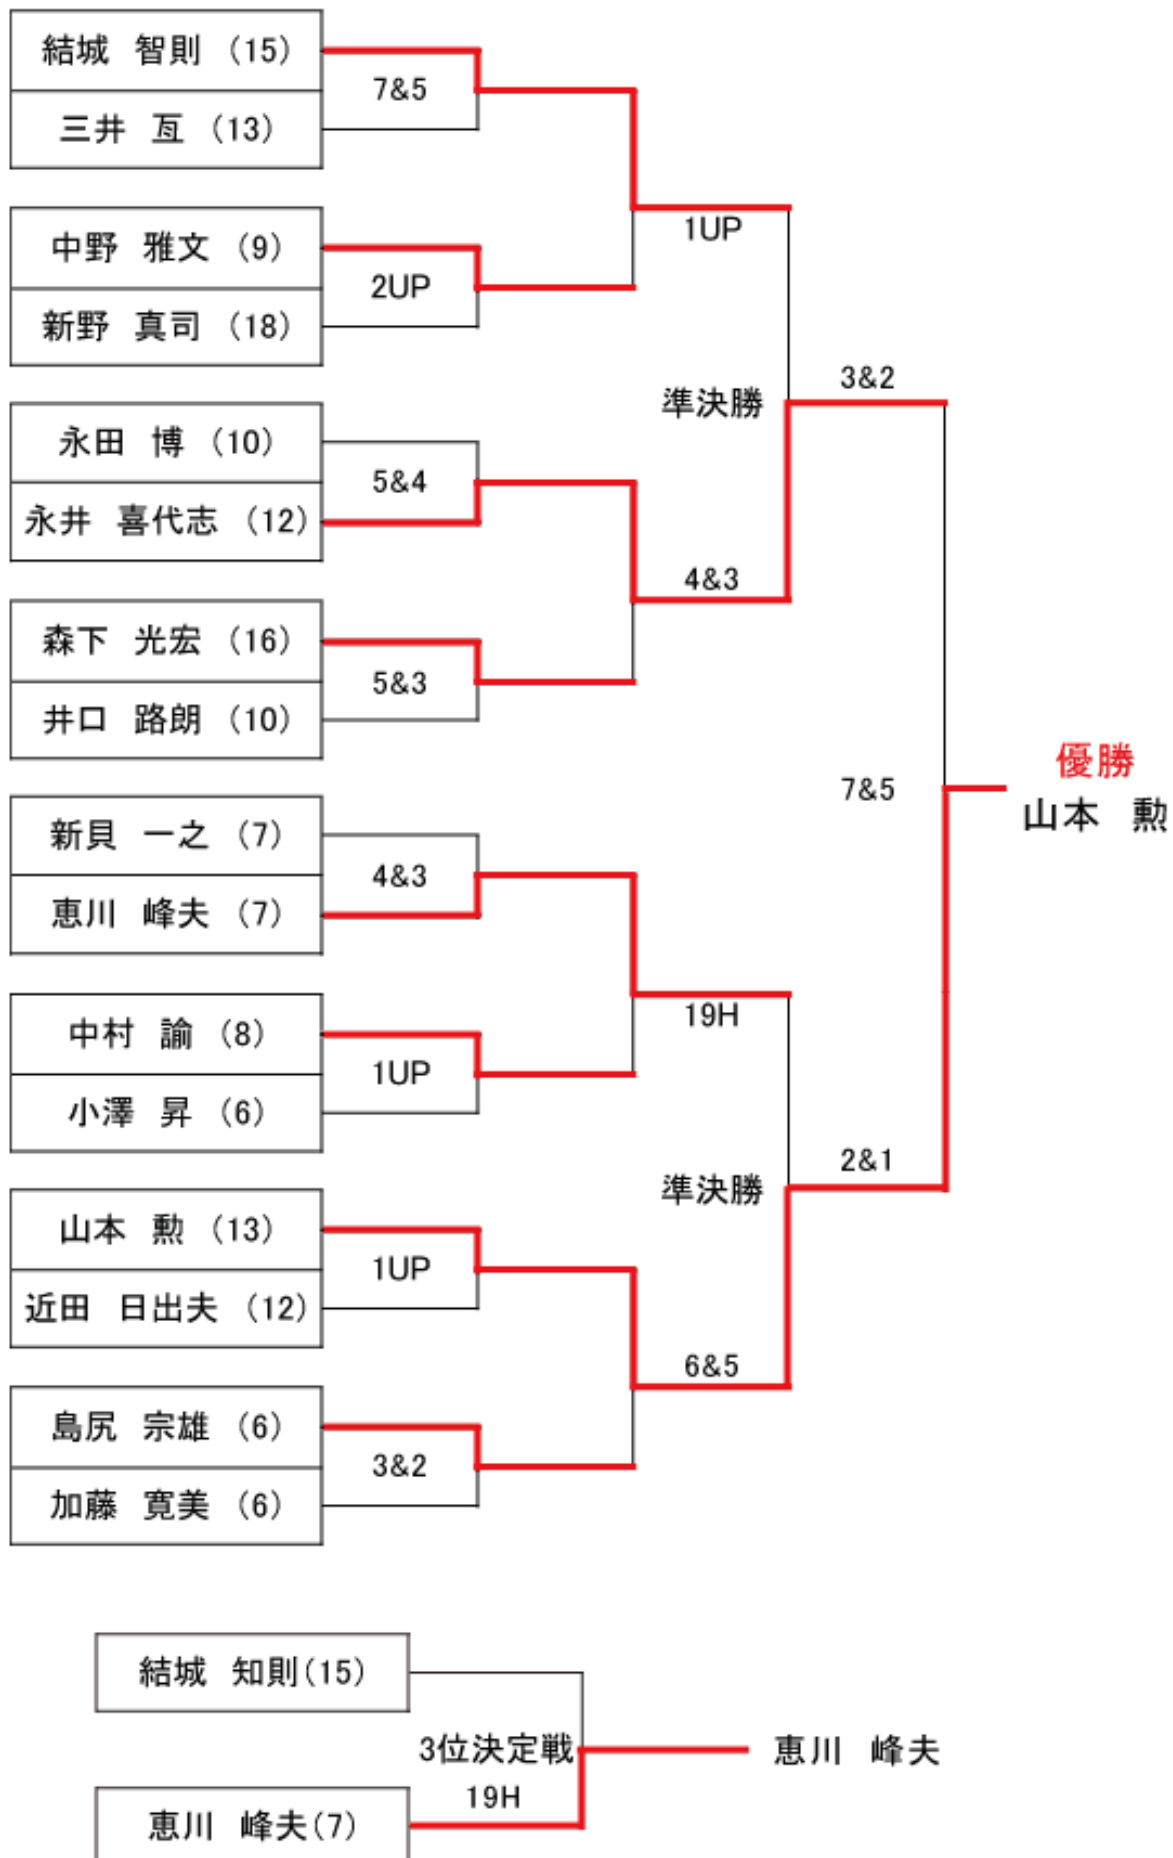 結城 智則 (15)
7&5
三井 亙 (13)
1UP
中野 雅文 (9)
2UP
新野 真司 (18)
3&2
準決勝
永田 博 (10)
5&4
永井 喜代志 (12)
4&3
森下 光宏 (16)
5&3
井口 路朗 (10)
優勝
7&5
山本 勲
新貝 一之 (7)
4&3
恵川 峰夫 (7)
19H
中村 諭 (8)
1UP
小澤 昇 (6)
2&1
準決勝
山本 勲 (13)
1UP
近田 日出夫 (12)
6&5
島尻 宗雄 (6)
3&2
加藤 寛美 (6)
結城 知則(15)
3位決定戦
恵川 峰夫
19H
恵川 峰夫(7)